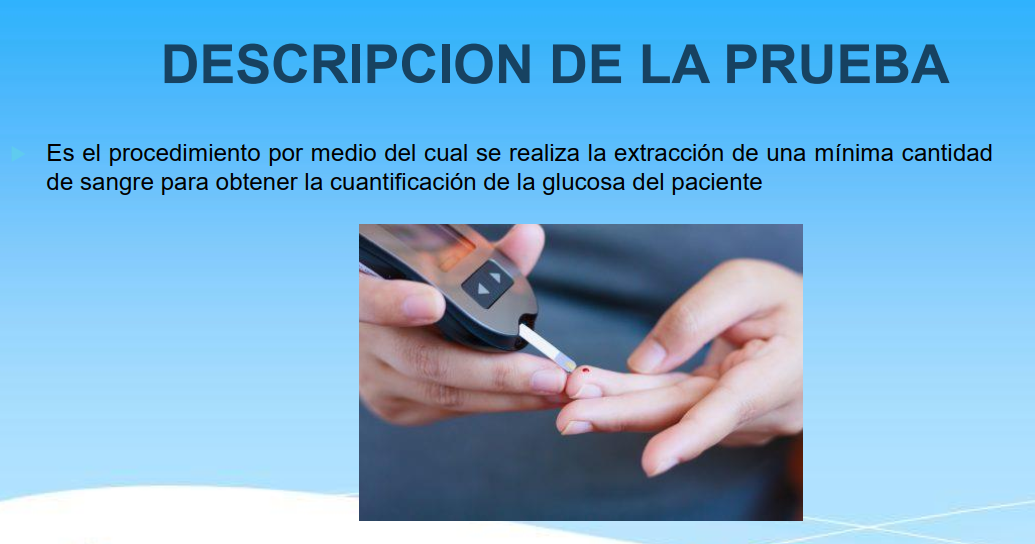 DESCRIPCION DE LA PRUEBA
Es el procedimiento por medio del cual se realiza la extracción de una mínima cantidad
de sangre para obtener la cuantificación de la glucosa del paciente